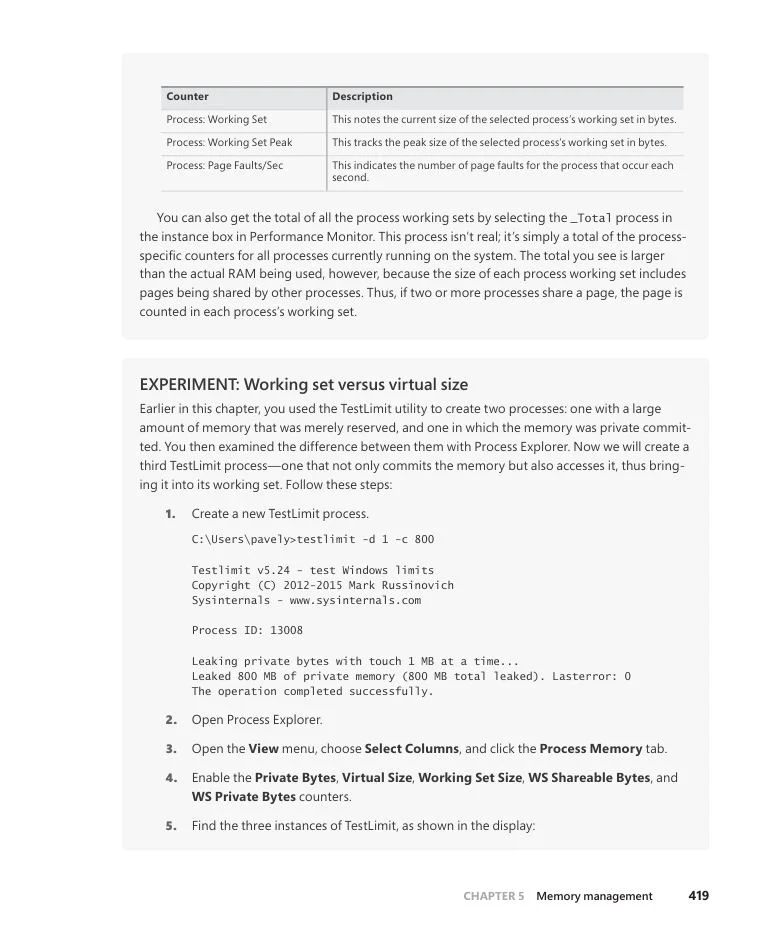 Counter Description
Process: Working Set This notes the current size of the selected process's working set in bytes.
Process: Working Set Peak This tracks the peak size of the selected process's working set in bytes.
Process: Page Faults/Sec This indicates the number of page faults for the process that occur each
second.
You can also get the total of all the process working sets by selecting the _Total process in
the instance box in Performance Monitor. This process isn't real; it's simply a total of the process-
specific counters for all processes currently running on the system. The total you see is larger
than the actual RAM being used, however, because the size of each process working set includes
pages being shared by other processes. Thus, if two or more processes share a page, the page is
counted in each process's working set.
EXPERIMENT: Working set versus virtual size
Earlier in this chapter, you used the TestLimit utility to create two processes: one with a large
amount of memory that was merely reserved, and one in which the memory was private commit-
ted. You then examined the difference between them with Process Explorer. Now we will create a
third TestLimit process—one that not only commits the memory but also accesses it, thus bring-
ing it into its working set. Follow these steps:
1. Create a new TestLimit process.
C:\Users\pavely>testlimit -d 1 -c 800
Testlimit v5.24 - test Windows limits
Copyright (C) 2012-2015 Mark Russinovich
Sysinternals - www.sysinternals.com
Process ID: 13008
Leaking private bytes with touch 1 MB at a time...
Leaked 800 MB of private memory (800 MB total leaked). Lasterror: 0
The operation completed successfully.
2. Open Process Explorer.
3. Open the View menu, choose Select Columns, and click the Process Memory tab.
4. Enable the Private Bytes, Virtual Size, Working Set Size, WS Shareable Bytes, and
WS Private Bytes counters.
5. Find the three instances of TestLimit, as shown in the display:
CHAPTER 5 Memory management 419